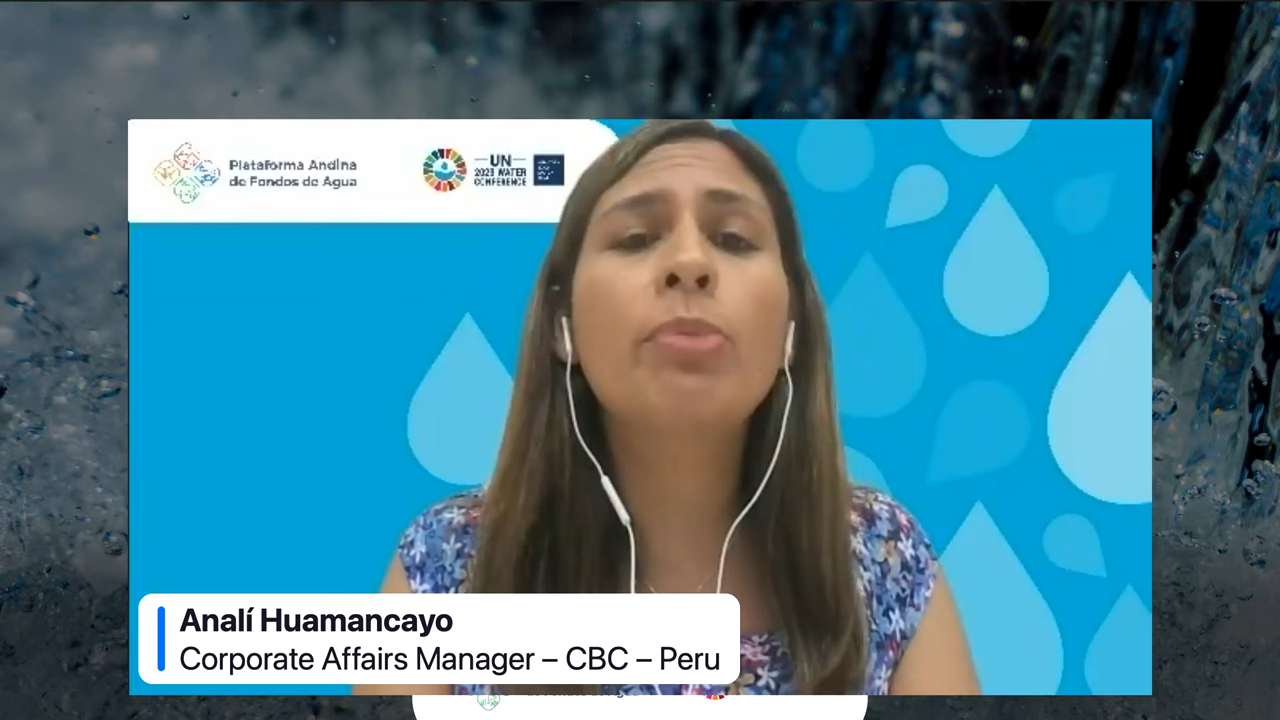 Plataforma Andina
de Fondos de Agua
UN
2023 WATER
CONFERENCE
Analí Huamancayo
Corporate Affairs Manager – CBC – Peru